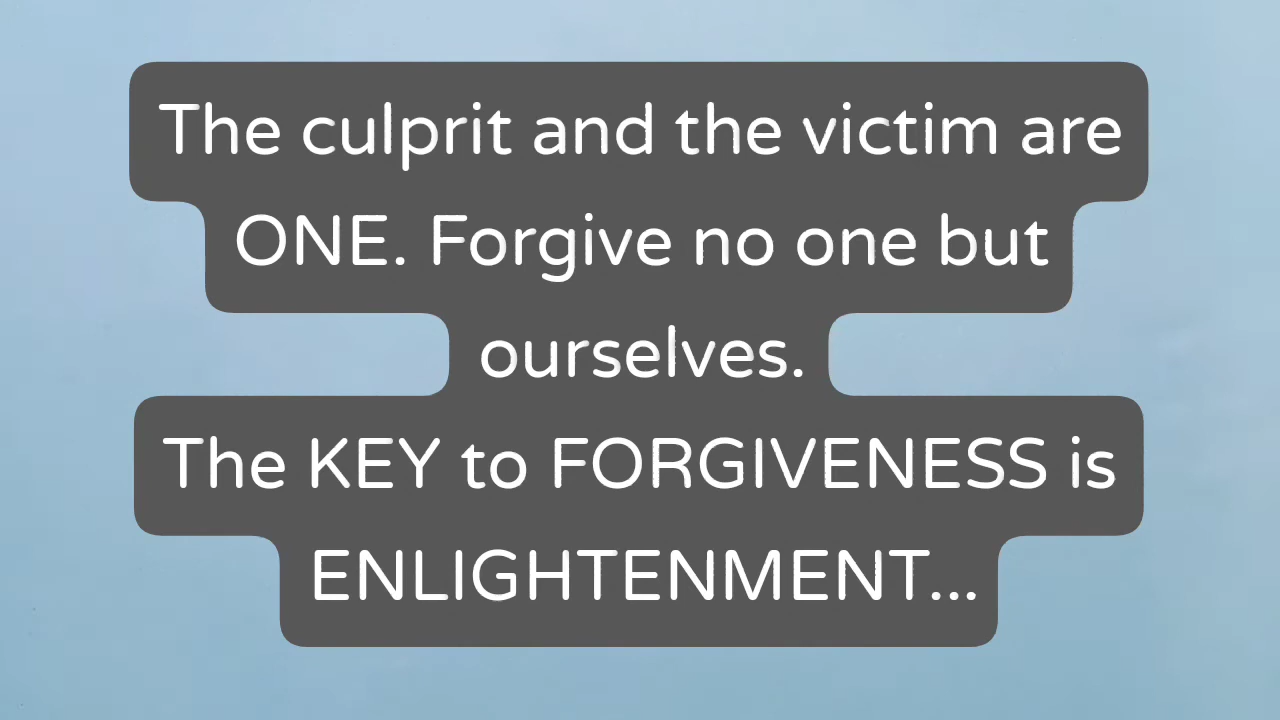 The culprit and the victim are
ONE. Forgive no one but
ourselves.
The KEY to FORGIVENESS is
ENLIGHTENMENT...